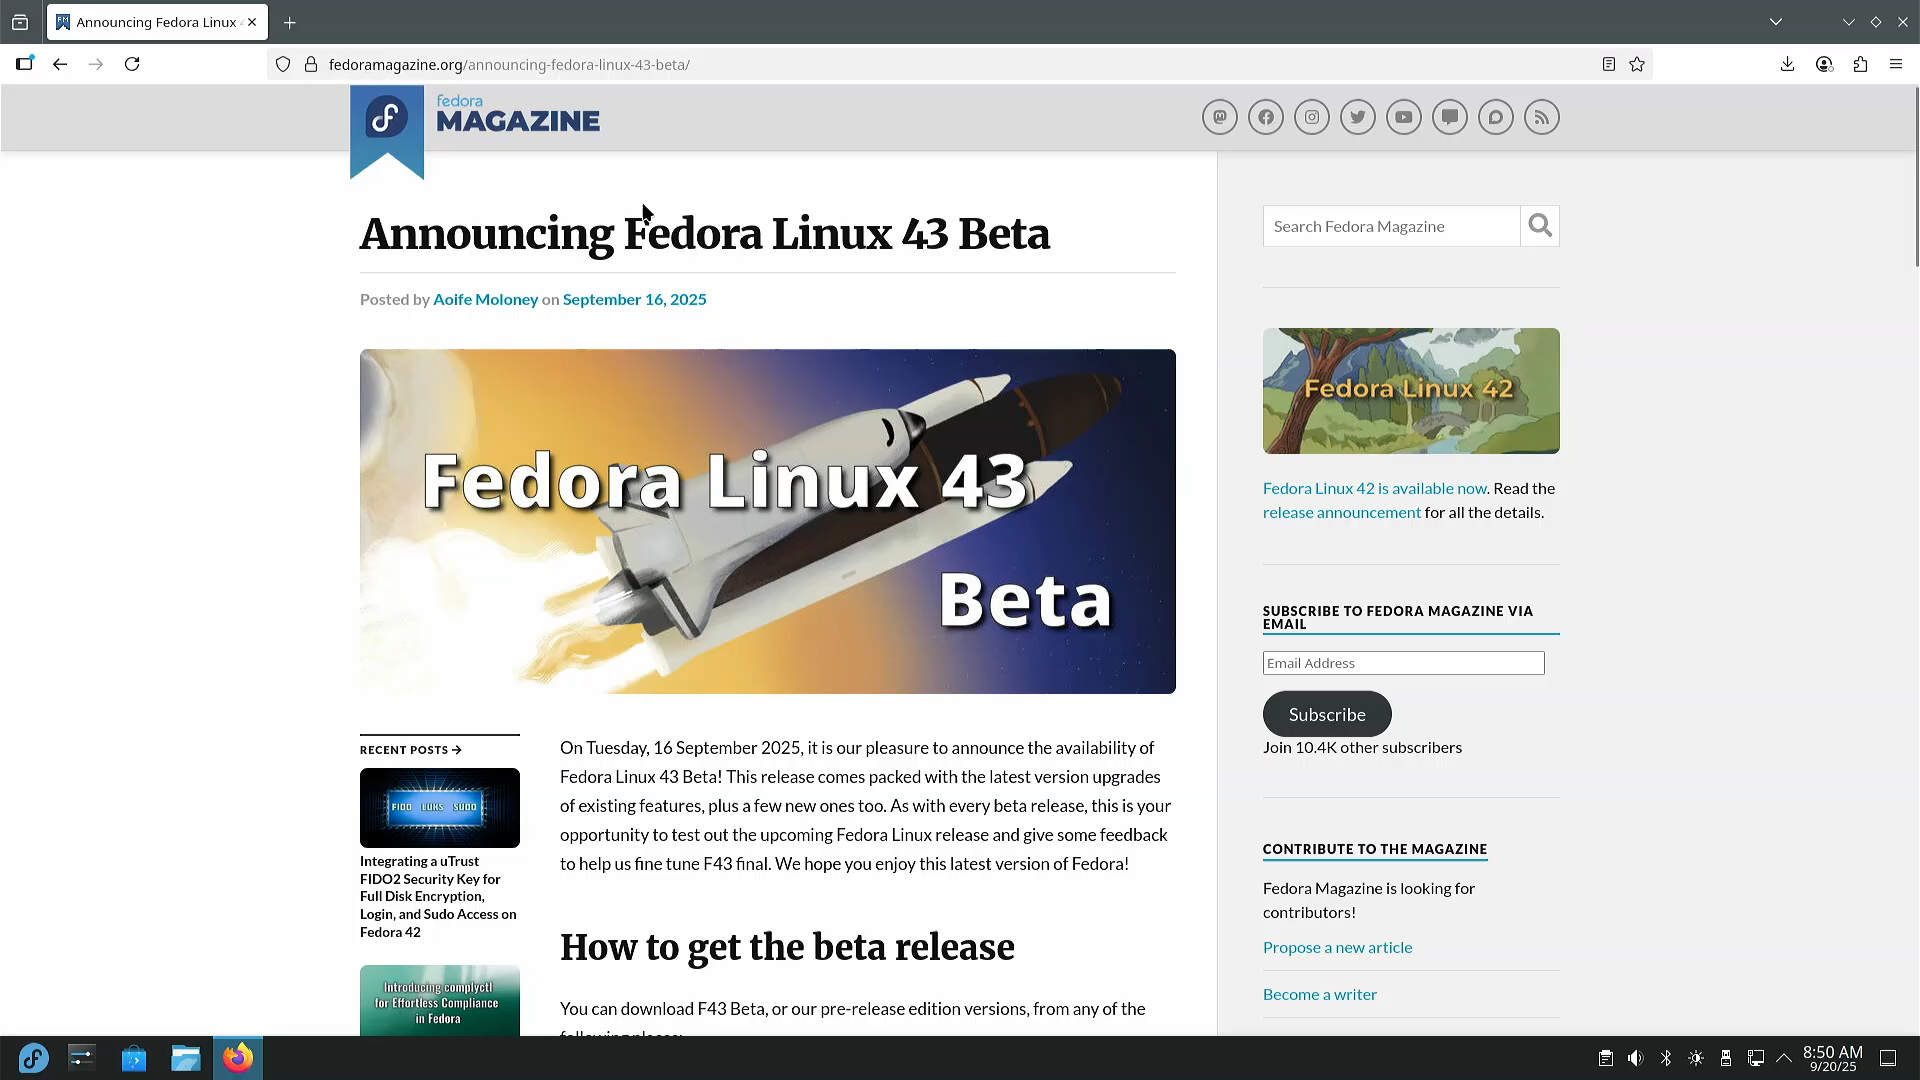 Announcing Fedora Linux
fedoramagazine.org/announcing-fedora-linux-43-beta/
fedora
MAGAZINE
Announcing Fedora Linux 43 Beta
Posted by Aoife Moloney on September 16, 2025
Fedora Linux 43
Beta
RECENT POSTS →
FIDO LUKS SUDO
Integrating a uTrust
FIDO2 Security Key for
Full Disk Encryption,
Login, and Sudo Access on
Fedora 42
Introducing complyctl
for Effortless Compliance
in Fedora
On Tuesday, 16 September 2025, it is our pleasure to announce the availability of
Fedora Linux 43 Beta! This release comes packed with the latest version upgrades
of existing features, plus a few new ones too. As with every beta release, this is your
opportunity to test out the upcoming Fedora Linux release and give some feedback
to help us fine tune F43 final. We hope you enjoy this latest version of Fedora!
How to get the beta release
You can download F43 Beta, or our pre-release edition versions, from any of the
following places:
Search Fedora Magazine
Fedora Linux 42
Fedora Linux 42 is available now. Read the
release announcement for all the details.
SUBSCRIBE TO FEDORA MAGAZINE VIA
EMAIL
Email Address
Subscribe
Join 10.4K other subscribers
CONTRIBUTE TO THE MAGAZINE
Fedora Magazine is looking for
contributors!
Propose a new article
Become a writer
8:50 AM
9/20/25